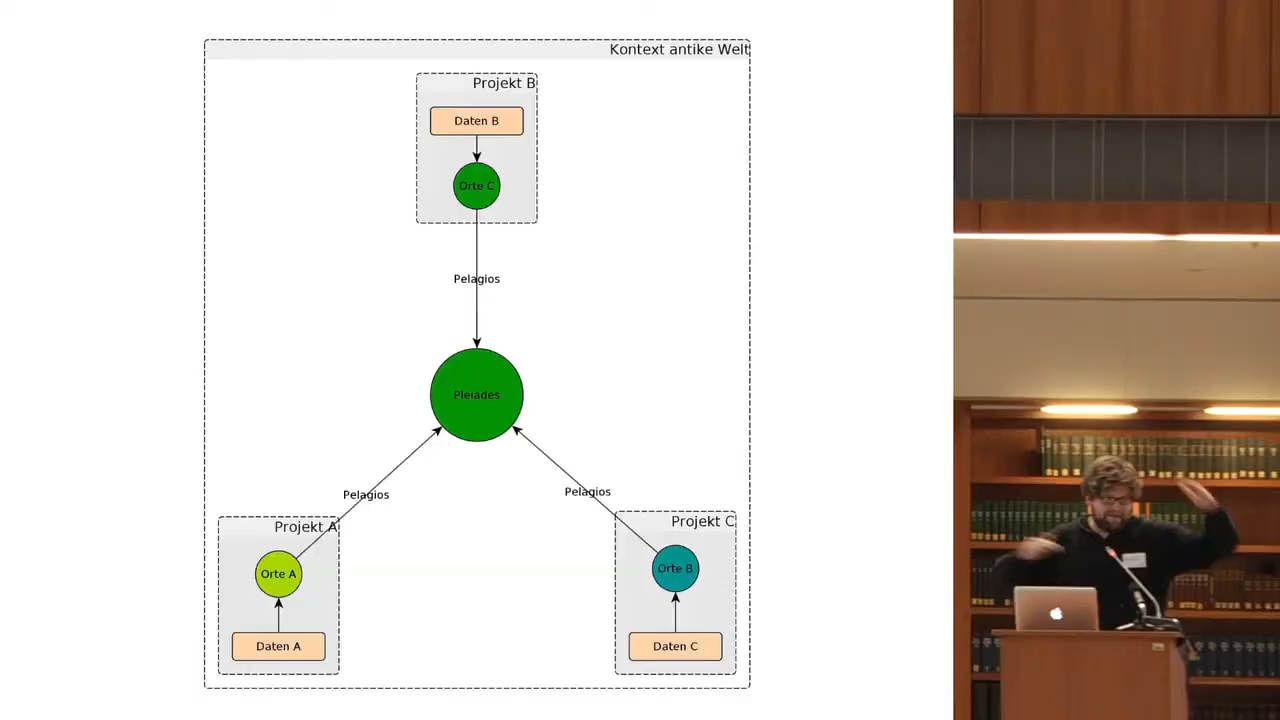 Kontext antike Welt
Projekt B
Daten B
Orte C
Pelagios
Pleiades
Pelagios
Pelagios
Projekt A
Orte A
Daten A
Projekt C
Orte B
Daten C